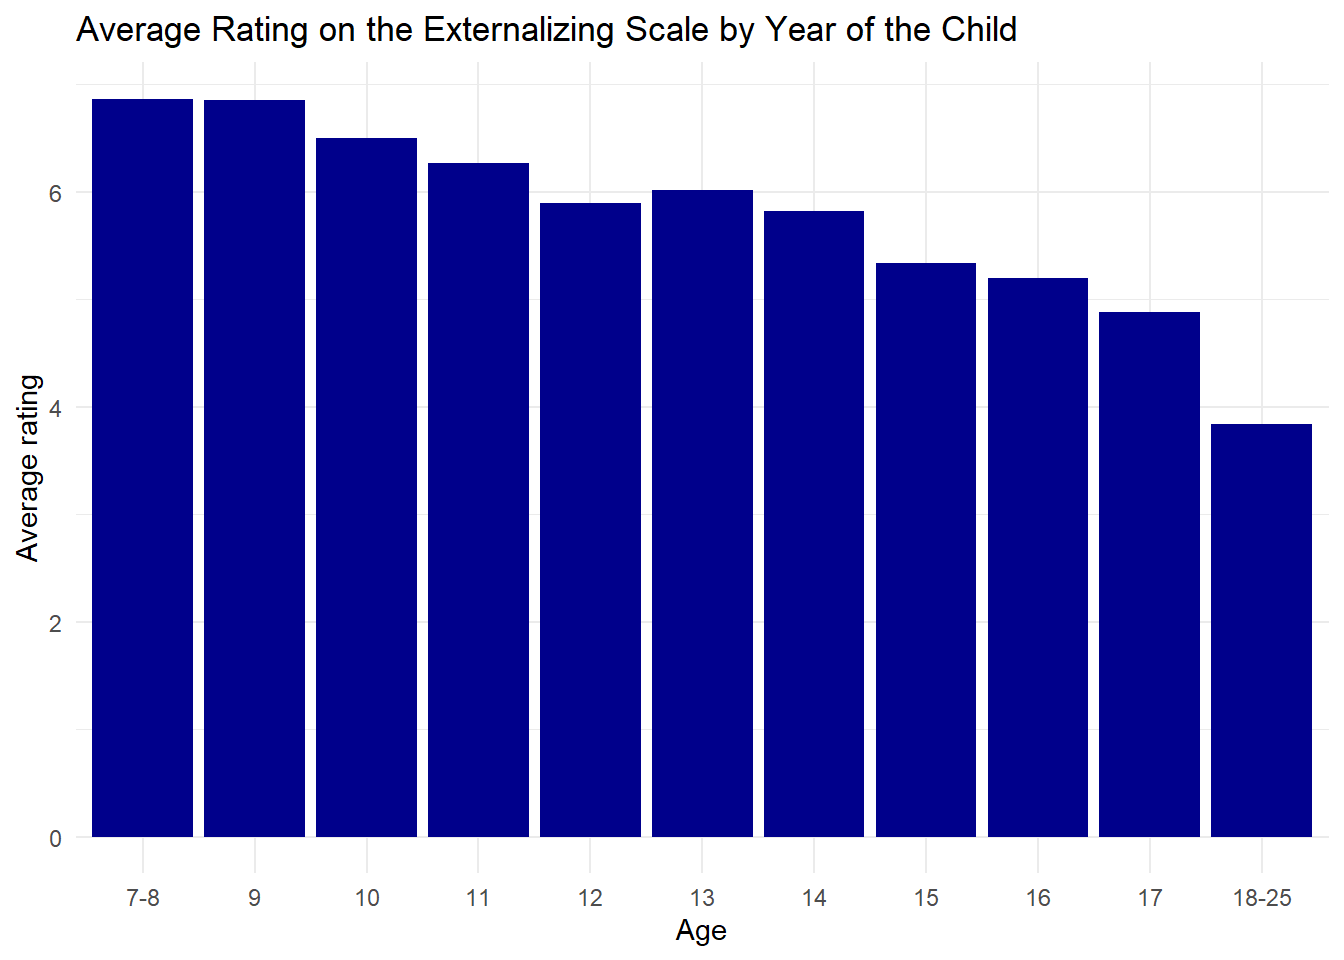 Average Rating on the Externalizing Scale by Year of the Child
Average rating
6
4
2
0
7-8 9 10 11 12 13 14 15 16 17 18-25
Age